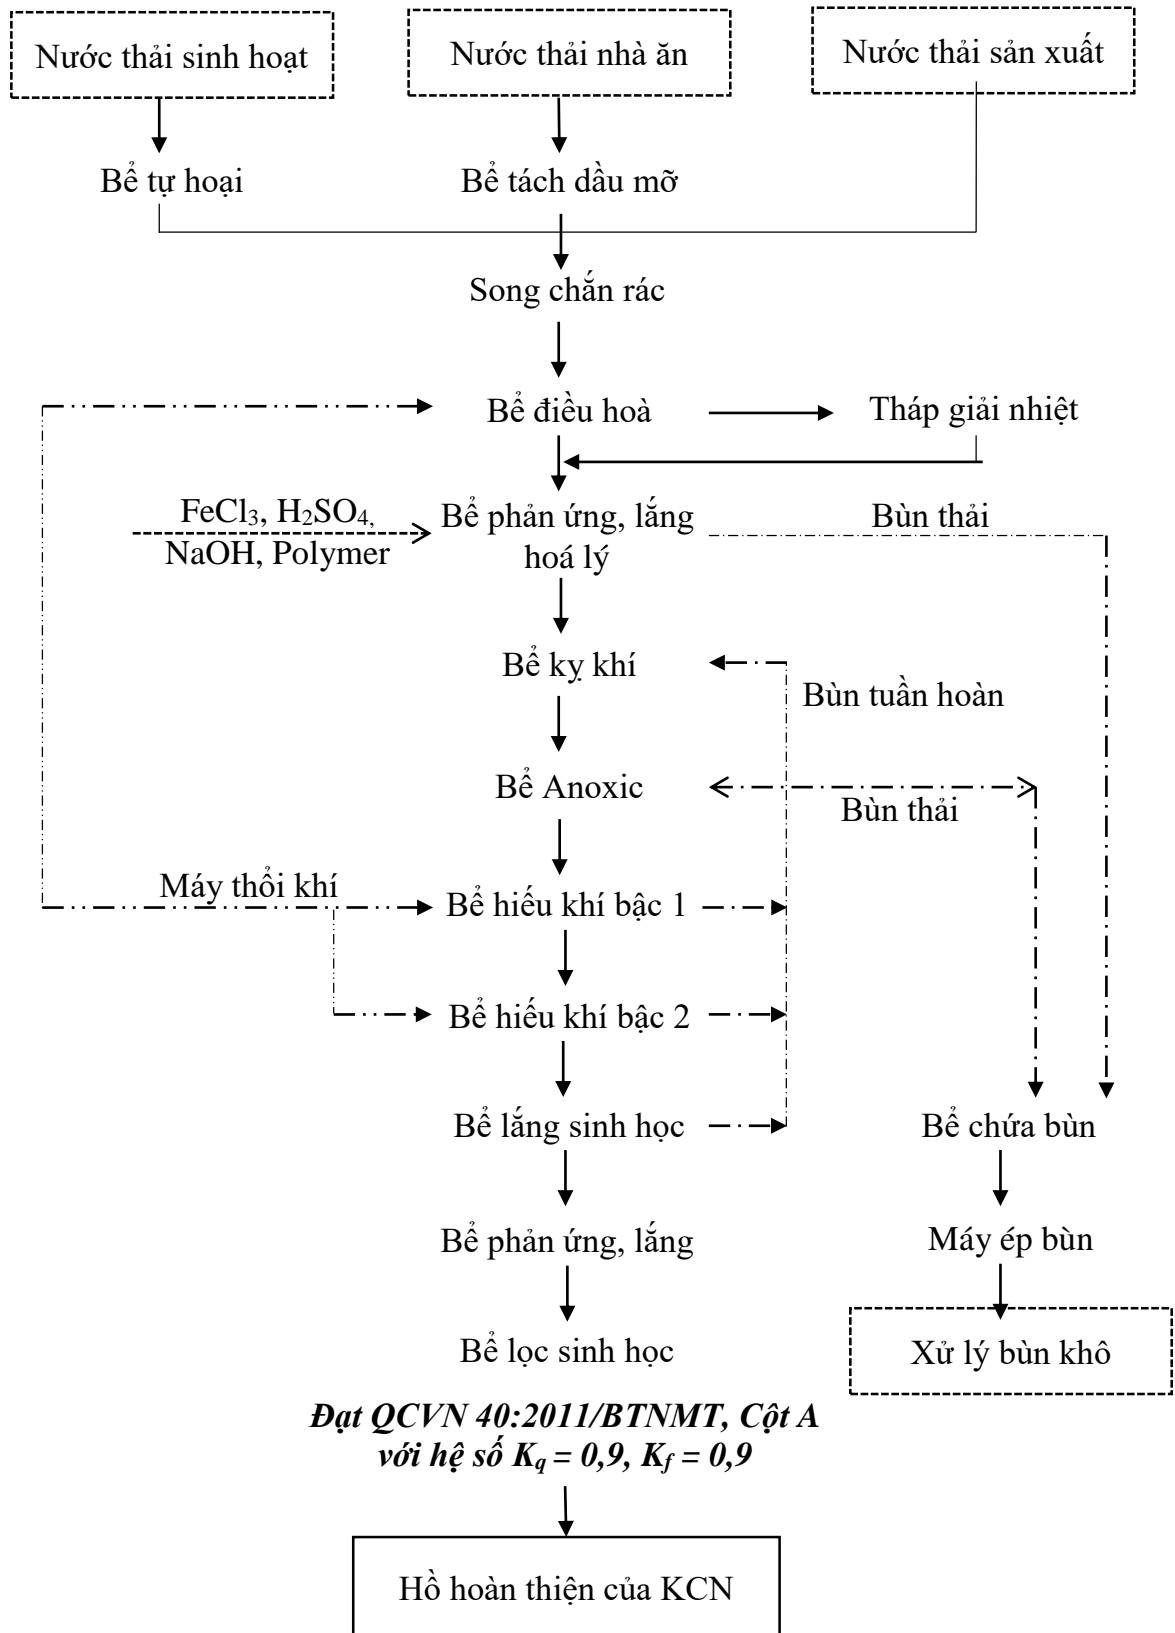 Nước thải sinh hoạt
Nước thải nhà ăn
Nước thải sản xuất
Bể tự hoại
Bể tách dầu mỡ
Song chắn rác
Bể điều hoà
Tháp giải nhiệt
FeCl₃, H₂SO₄,
NaOH, Polymer
Bể phản ứng, lắng
hoá lý
Bùn thải
Bể kỵ khí
Bùn tuần hoàn
Bể Anoxic
Bùn thải
Máy thổi khí
Bể hiếu khí bậc 1
Bể hiếu khí bậc 2
Bể lắng sinh học
Bể chứa bùn
Bể phản ứng, lắng
Máy ép bùn
Bể lọc sinh học
Xử lý bùn khô
Đạt QCVN 40:2011/BTNMT, Cột A
với hệ số K_q = 0,9, K_f = 0,9
Hồ hoàn thiện của KCN